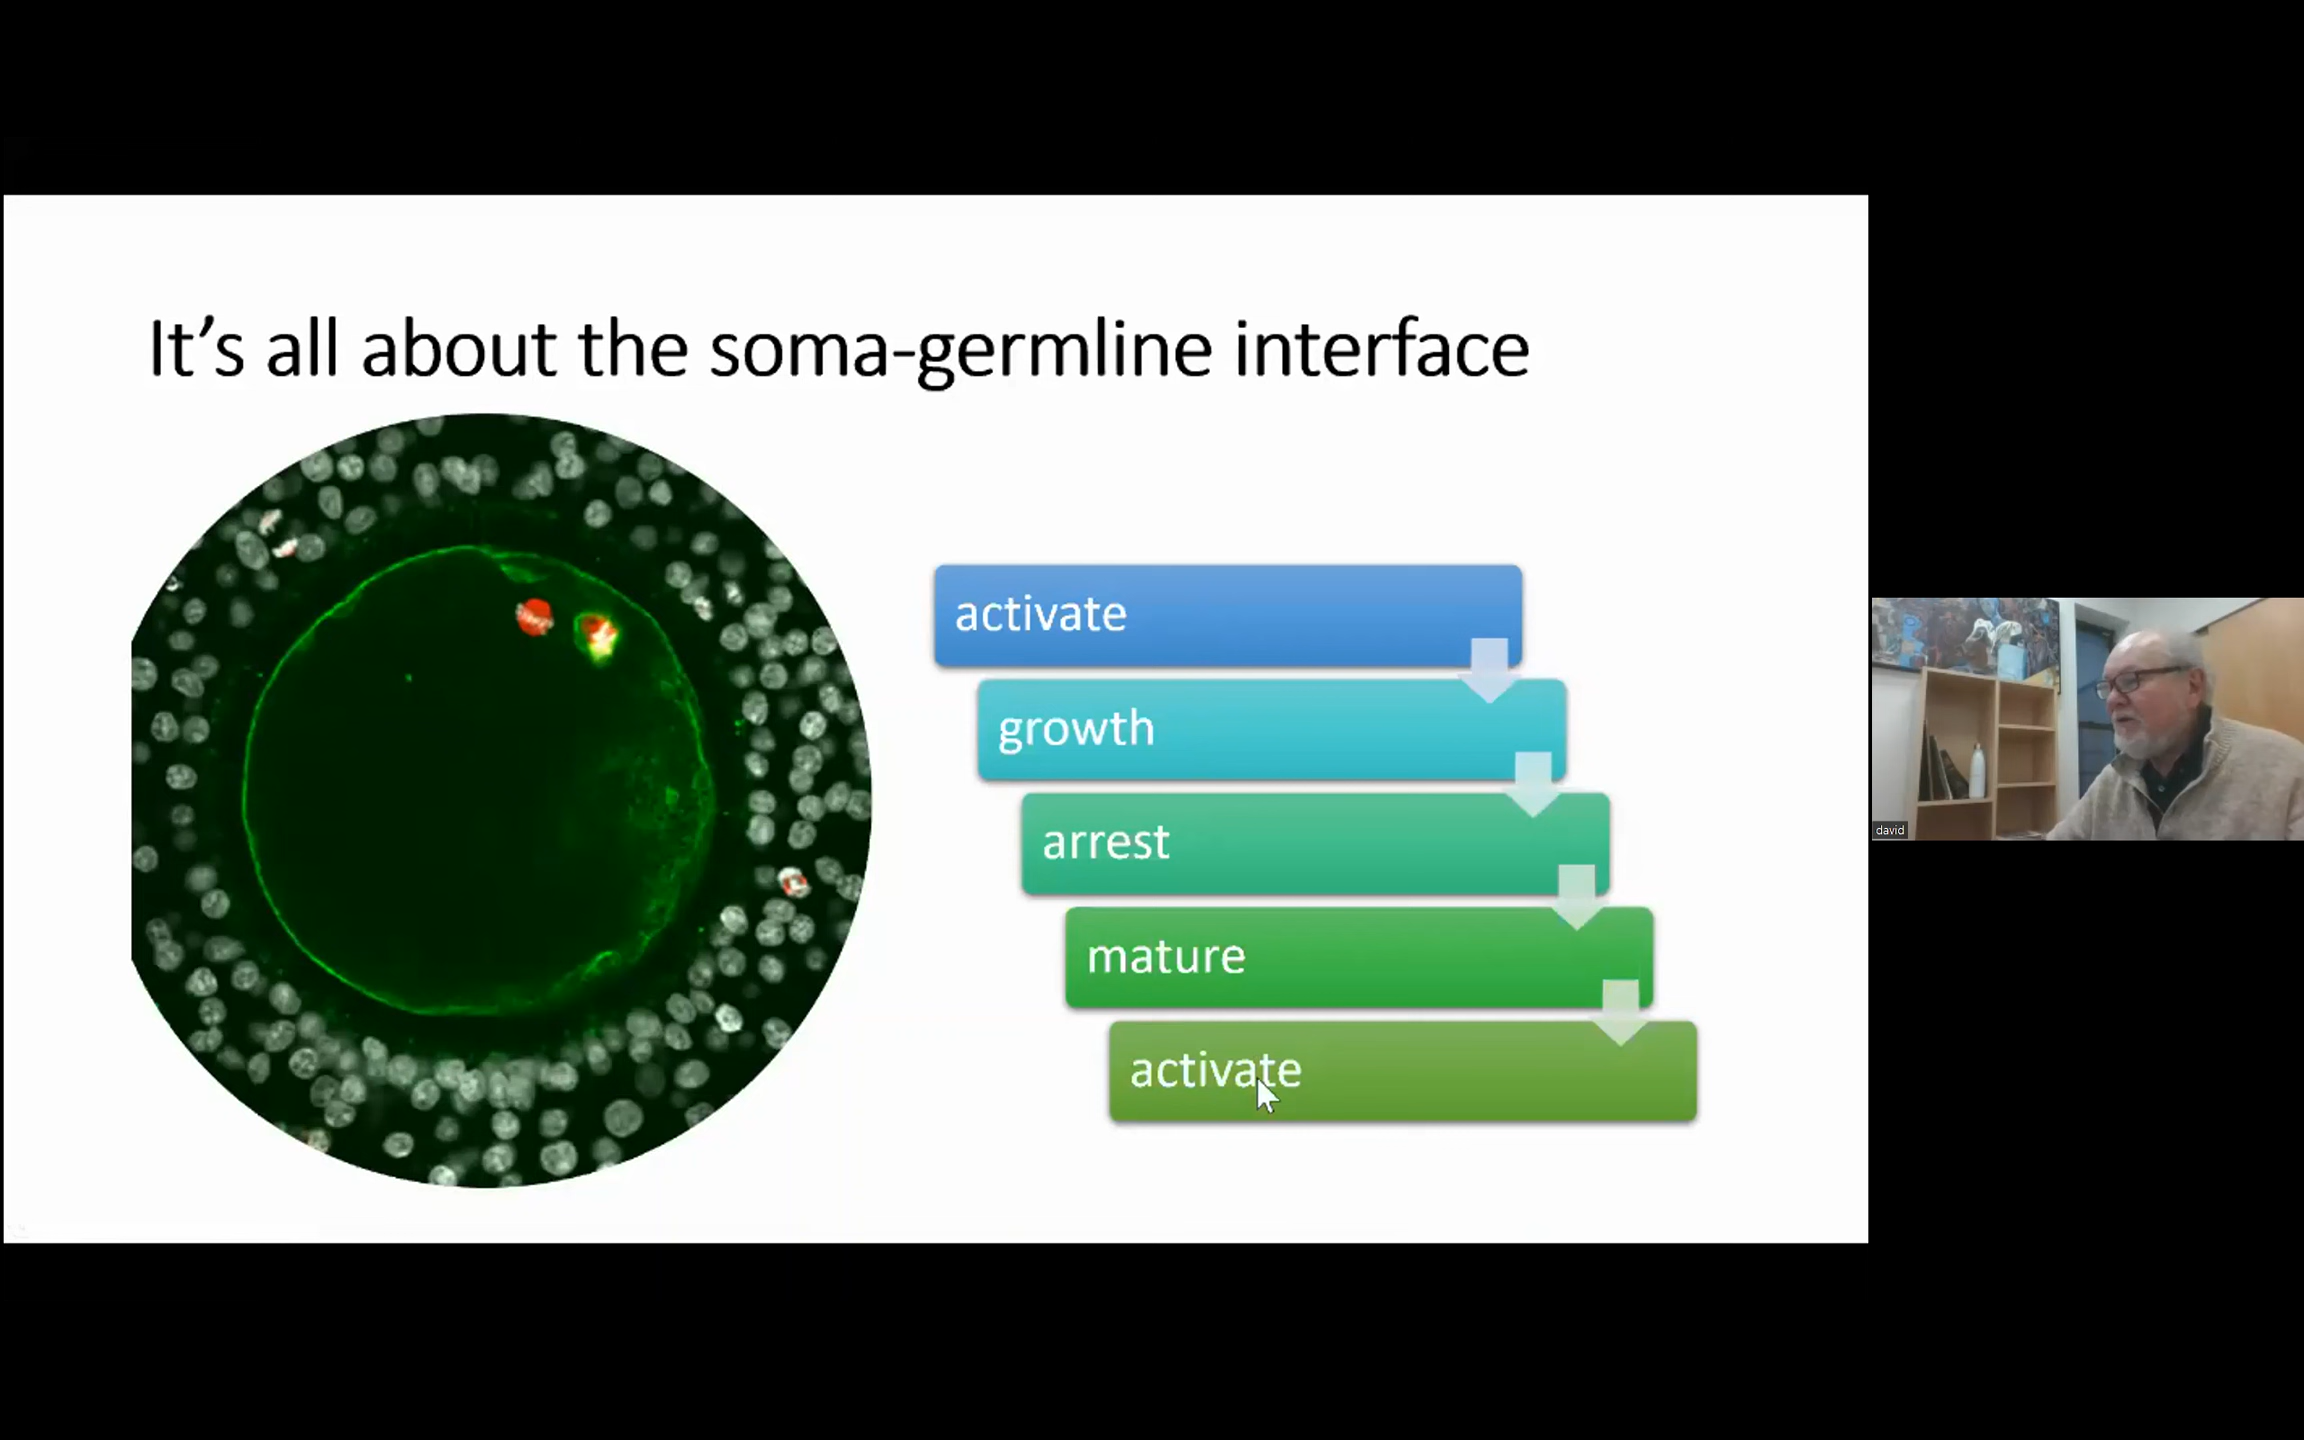 It’s all about the soma-germline interface
activate
growth
arrest
mature
activate
david